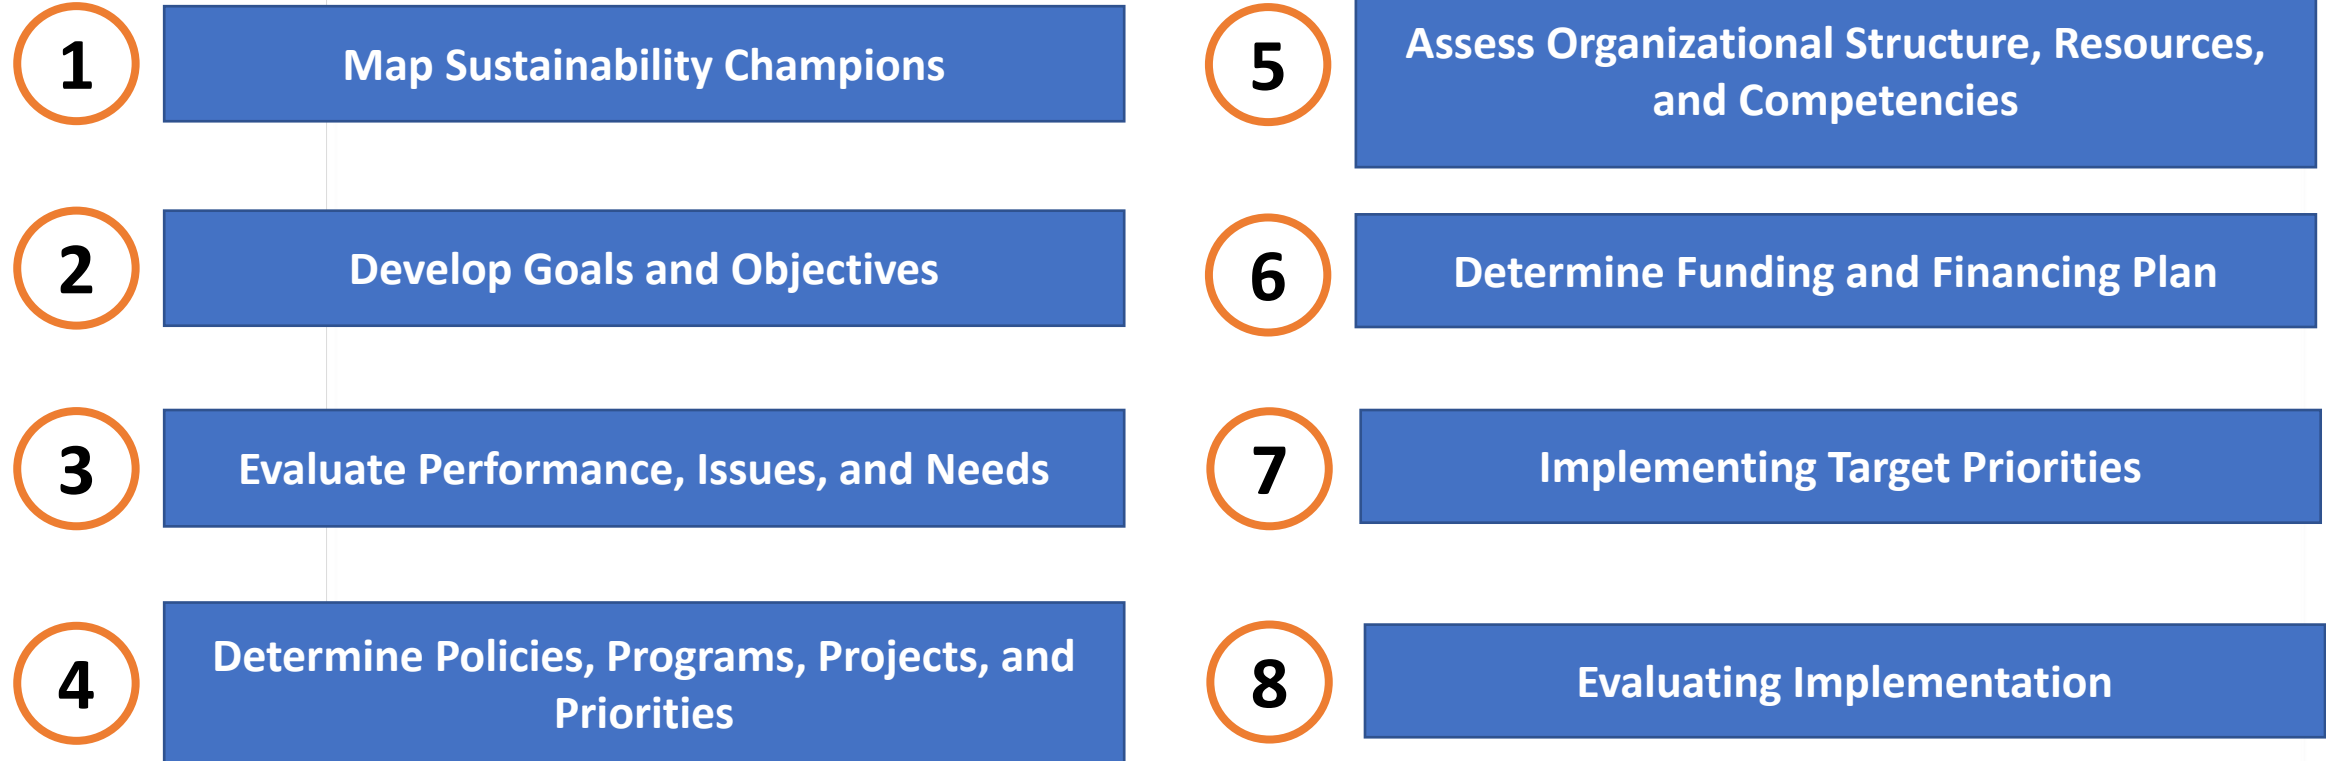 1
Map Sustainability Champions
2
Develop Goals and Objectives
3
Evaluate Performance, Issues, and Needs
4
Determine Policies, Programs, Projects, and
Priorities
5
Assess Organizational Structure, Resources,
and Competencies
6
Determine Funding and Financing Plan
7
Implementing Target Priorities
8
Evaluating Implementation